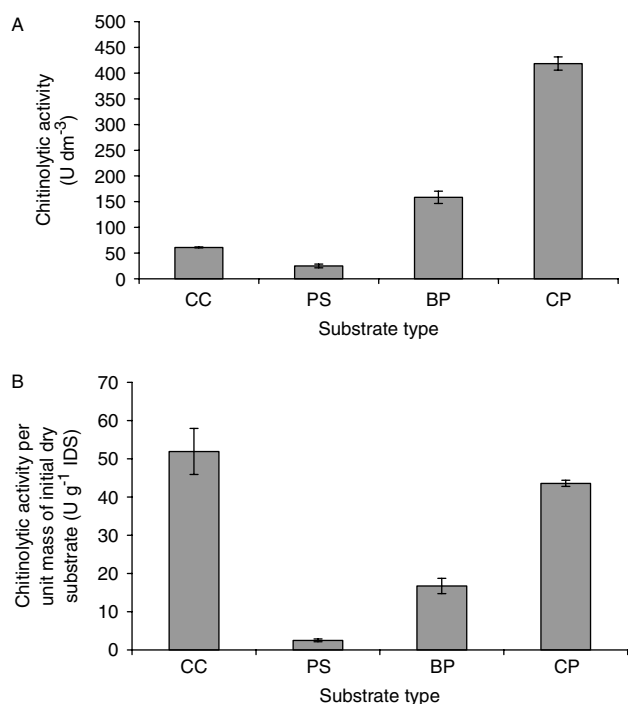 A
Chitinolytic activity
(U dm⁻³)
500
450
400
350
300
250
200
150
100
50
0
CC PS BP CP
Substrate type
B
Chitinolytic activity per
unit mass of initial dry
substrate (U g⁻¹ IDS)
70
60
50
40
30
20
10
0
CC PS BP CP
Substrate type